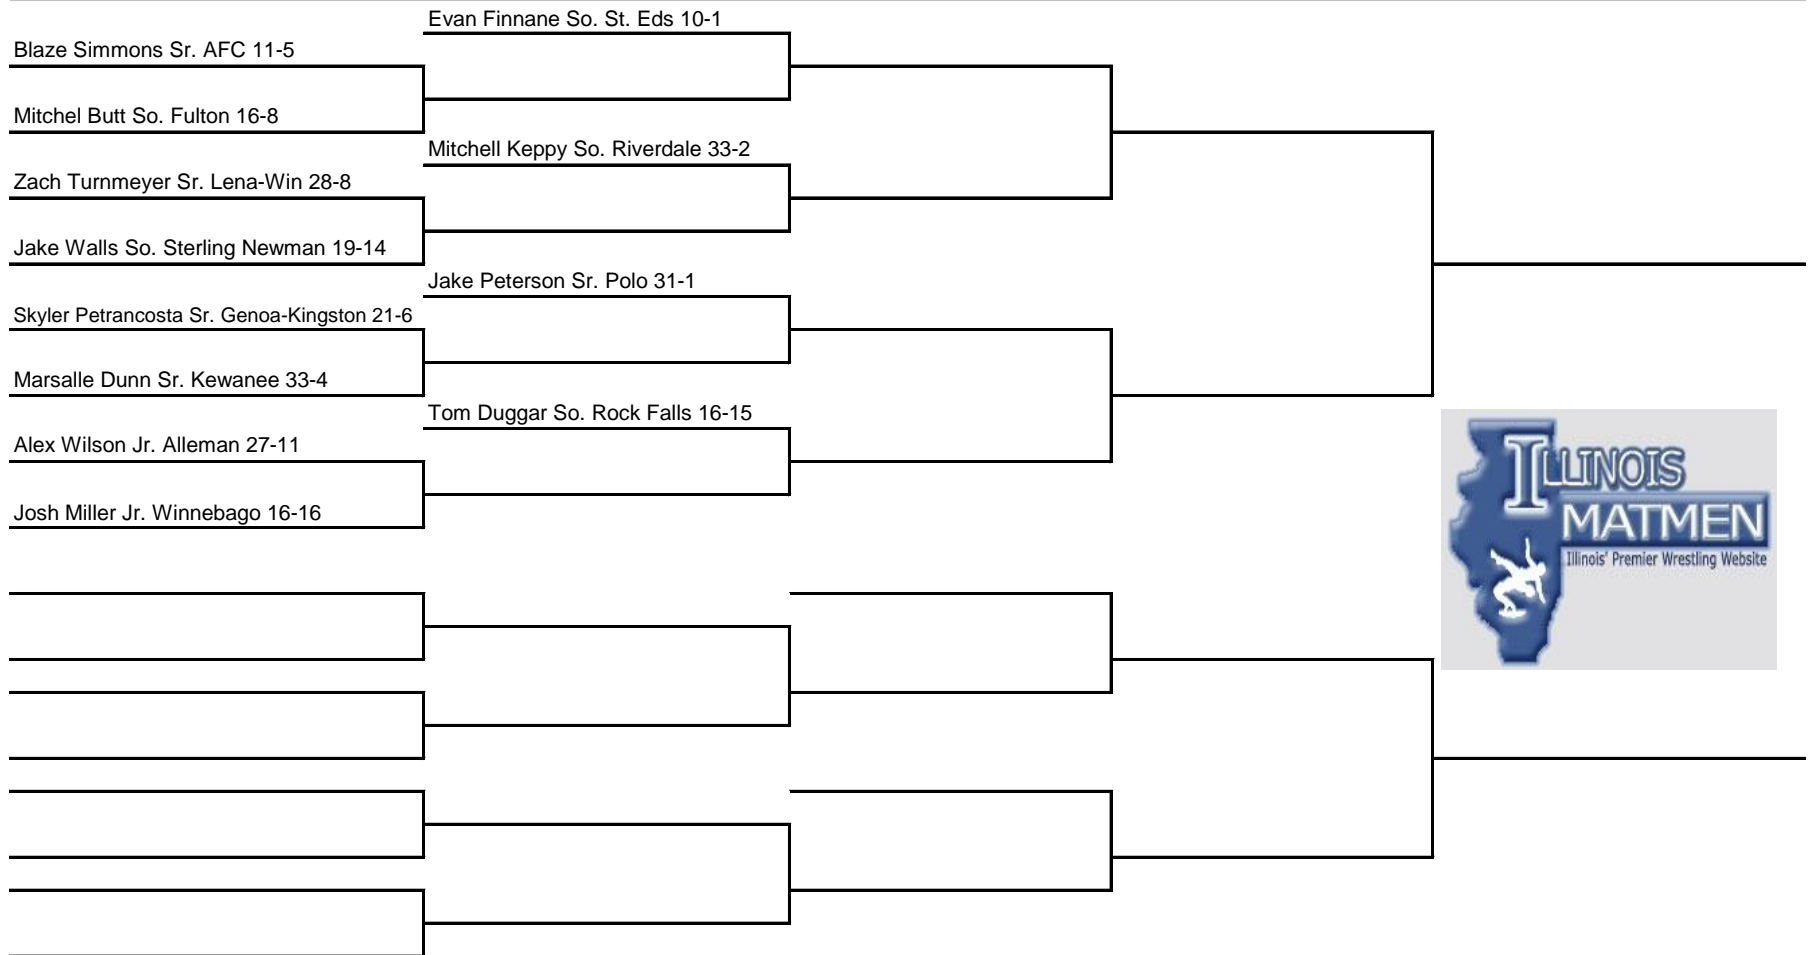 Evan Finnane So. St. Eds 10-1
Blaze Simmons Sr. AFC 11-5
Mitchel Butt So. Fulton 16-8
Mitchell Keppy So. Riverdale 33-2
Zach Turnmeyer Sr. Lena-Win 28-8
Jake Walls So. Sterling Newman 19-14
Jake Peterson Sr. Polo 31-1
Skyler Petrancosta Sr. Genoa-Kingston 21-6
Marsalle Dunn Sr. Kewanee 33-4
Tom Duggar So. Rock Falls 16-15
Alex Wilson Jr. Alleman 27-11
Josh Miller Jr. Winnebago 16-16
ILLINOIS
MATMEN
Illinois' Premier Wrestling Website